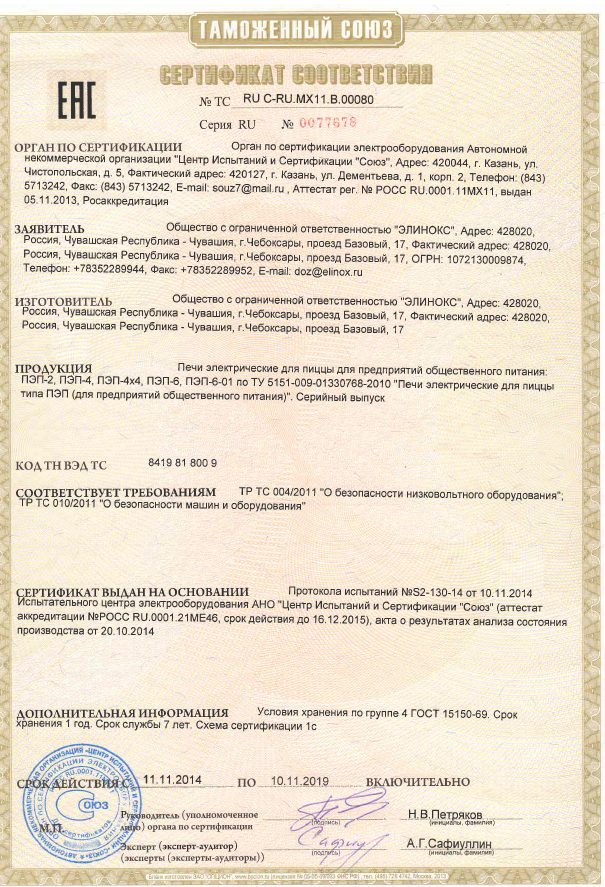 ТАМОЖЕННЫЙ СОЮЗ
СЕРТИФИКАТ СООТВЕТСТВИЯ
EAC
№ ТС RU C-RU.МХ11.В.00080
Серия RU № 0077678
ОРГАН ПО СЕРТИФИКАЦИИ Орган по сертификации электрооборудования Автономной
некоммерческой организации "Центр Испытаний и Сертификации "Союз", Адрес: 420044, г. Казань, ул.
Чистопольская, д. 5, Фактический адрес: 420127, г. Казань, ул. Дементьева, д. 1, корп. 2, Телефон: (843)
5713242, Факс: (843) 5713242, E-mail: souz7@mail.ru , Аттестат рег. № РОСС RU.0001.11МХ11, выдан
05.11.2013, Росаккредитация
ЗАЯВИТЕЛЬ Общество с ограниченной ответственностью "ЭЛИНОКС", Адрес: 428020,
Россия, Чувашская Республика - Чувашия, г.Чебоксары, проезд Базовый, 17, Фактический адрес: 428020,
Россия, Чувашская Республика - Чувашия, г.Чебоксары, проезд Базовый, 17, ОГРН: 1072130009874,
Телефон: +78352289944, Факс: +78352289952, E-mail: doz@elinox.ru
ИЗГОТОВИТЕЛЬ Общество с ограниченной ответственностью "ЭЛИНОКС", Адрес: 428020,
Россия, Чувашская Республика - Чувашия, г.Чебоксары, проезд Базовый, 17, Фактический адрес: 428020,
Россия, Чувашская Республика - Чувашия, г.Чебоксары, проезд Базовый, 17
ПРОДУКЦИЯ Печи электрические для пиццы для предприятий общественного питания:
ПЭП-2, ПЭП-4, ПЭП-4х4, ПЭП-6, ПЭП-6-01 по ТУ 5151-009-01330768-2010 "Печи электрические для пиццы
типа ПЭП (для предприятий общественного питания)". Серийный выпуск
КОД ТН ВЭД ТС 8419 81 800 9
СООТВЕТСТВУЕТ ТРЕБОВАНИЯМ ТР ТС 004/2011 "О безопасности низковольтного оборудования";
ТР ТС 010/2011 "О безопасности машин и оборудования"
СЕРТИФИКАТ ВЫДАН НА ОСНОВАНИИ Протокола испытаний №S2-130-14 от 10.11.2014
Испытательного центра электрооборудования АНО "Центр Испытаний и Сертификации "Союз" (аттестат
аккредитации №РОСС RU.0001.21МЕ46, срок действия до 16.12.2015), акта о результатах анализа состояния
производства от 20.10.2014
ДОПОЛНИТЕЛЬНАЯ ИНФОРМАЦИЯ Условия хранения по группе 4 ГОСТ 15150-69. Срок
хранения 1 год. Срок службы 7 лет. Схема сертификации 1с
СРОК ДЕЙСТВИЯ С 11.11.2014 ПО 10.11.2019 ВКЛЮЧИТЕЛЬНО
СОЮЗ
М.П.
Руководитель (уполномоченное
лицо) органа по сертификации
(подпись)
Н.В.Петряков
(инициалы, фамилия)
Эксперт (эксперт-аудитор)
(эксперты (эксперты-аудиторы))
(подпись)
А.Г.Сафиуллин
(инициалы, фамилия)